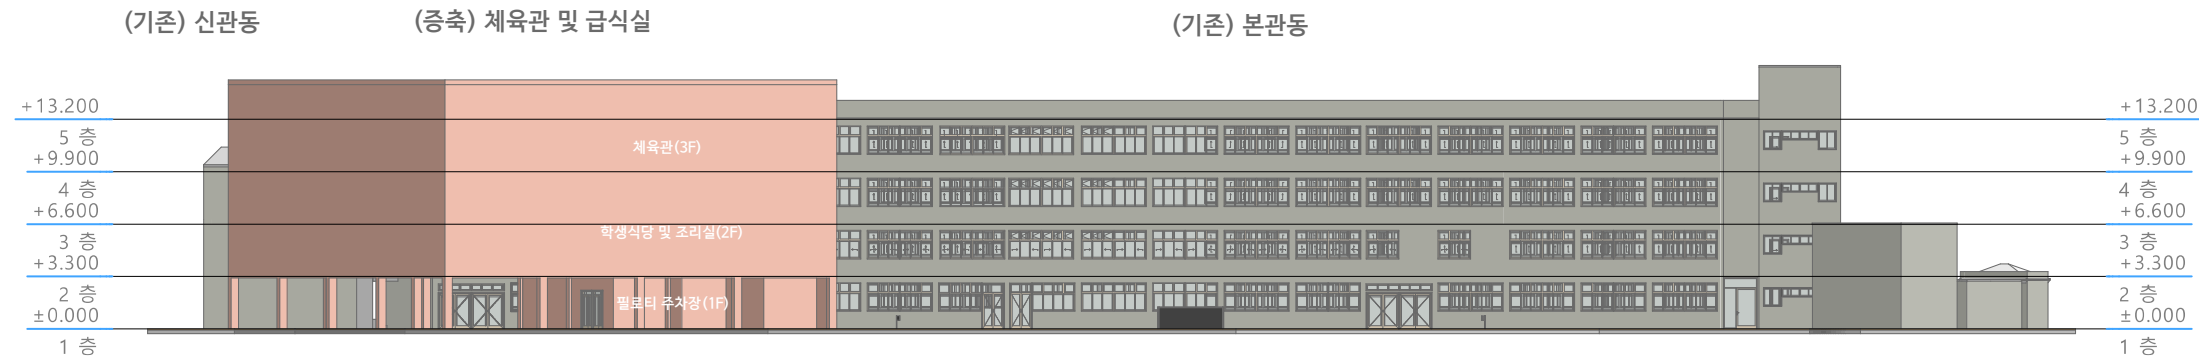 (기존) 신관동
(증축) 체육관 및 급식실
(기존) 본관동
+13.200
5 층
+9.900
4 층
+6.600
3 층
+3.300
2 층
±0.000
1 층
체육관(3F)
학생식당 및 조리실(2F)
필로티 주차장(1F)
+13.200
5 층
+9.900
4 층
+6.600
3 층
+3.300
2 층
±0.000
1 층